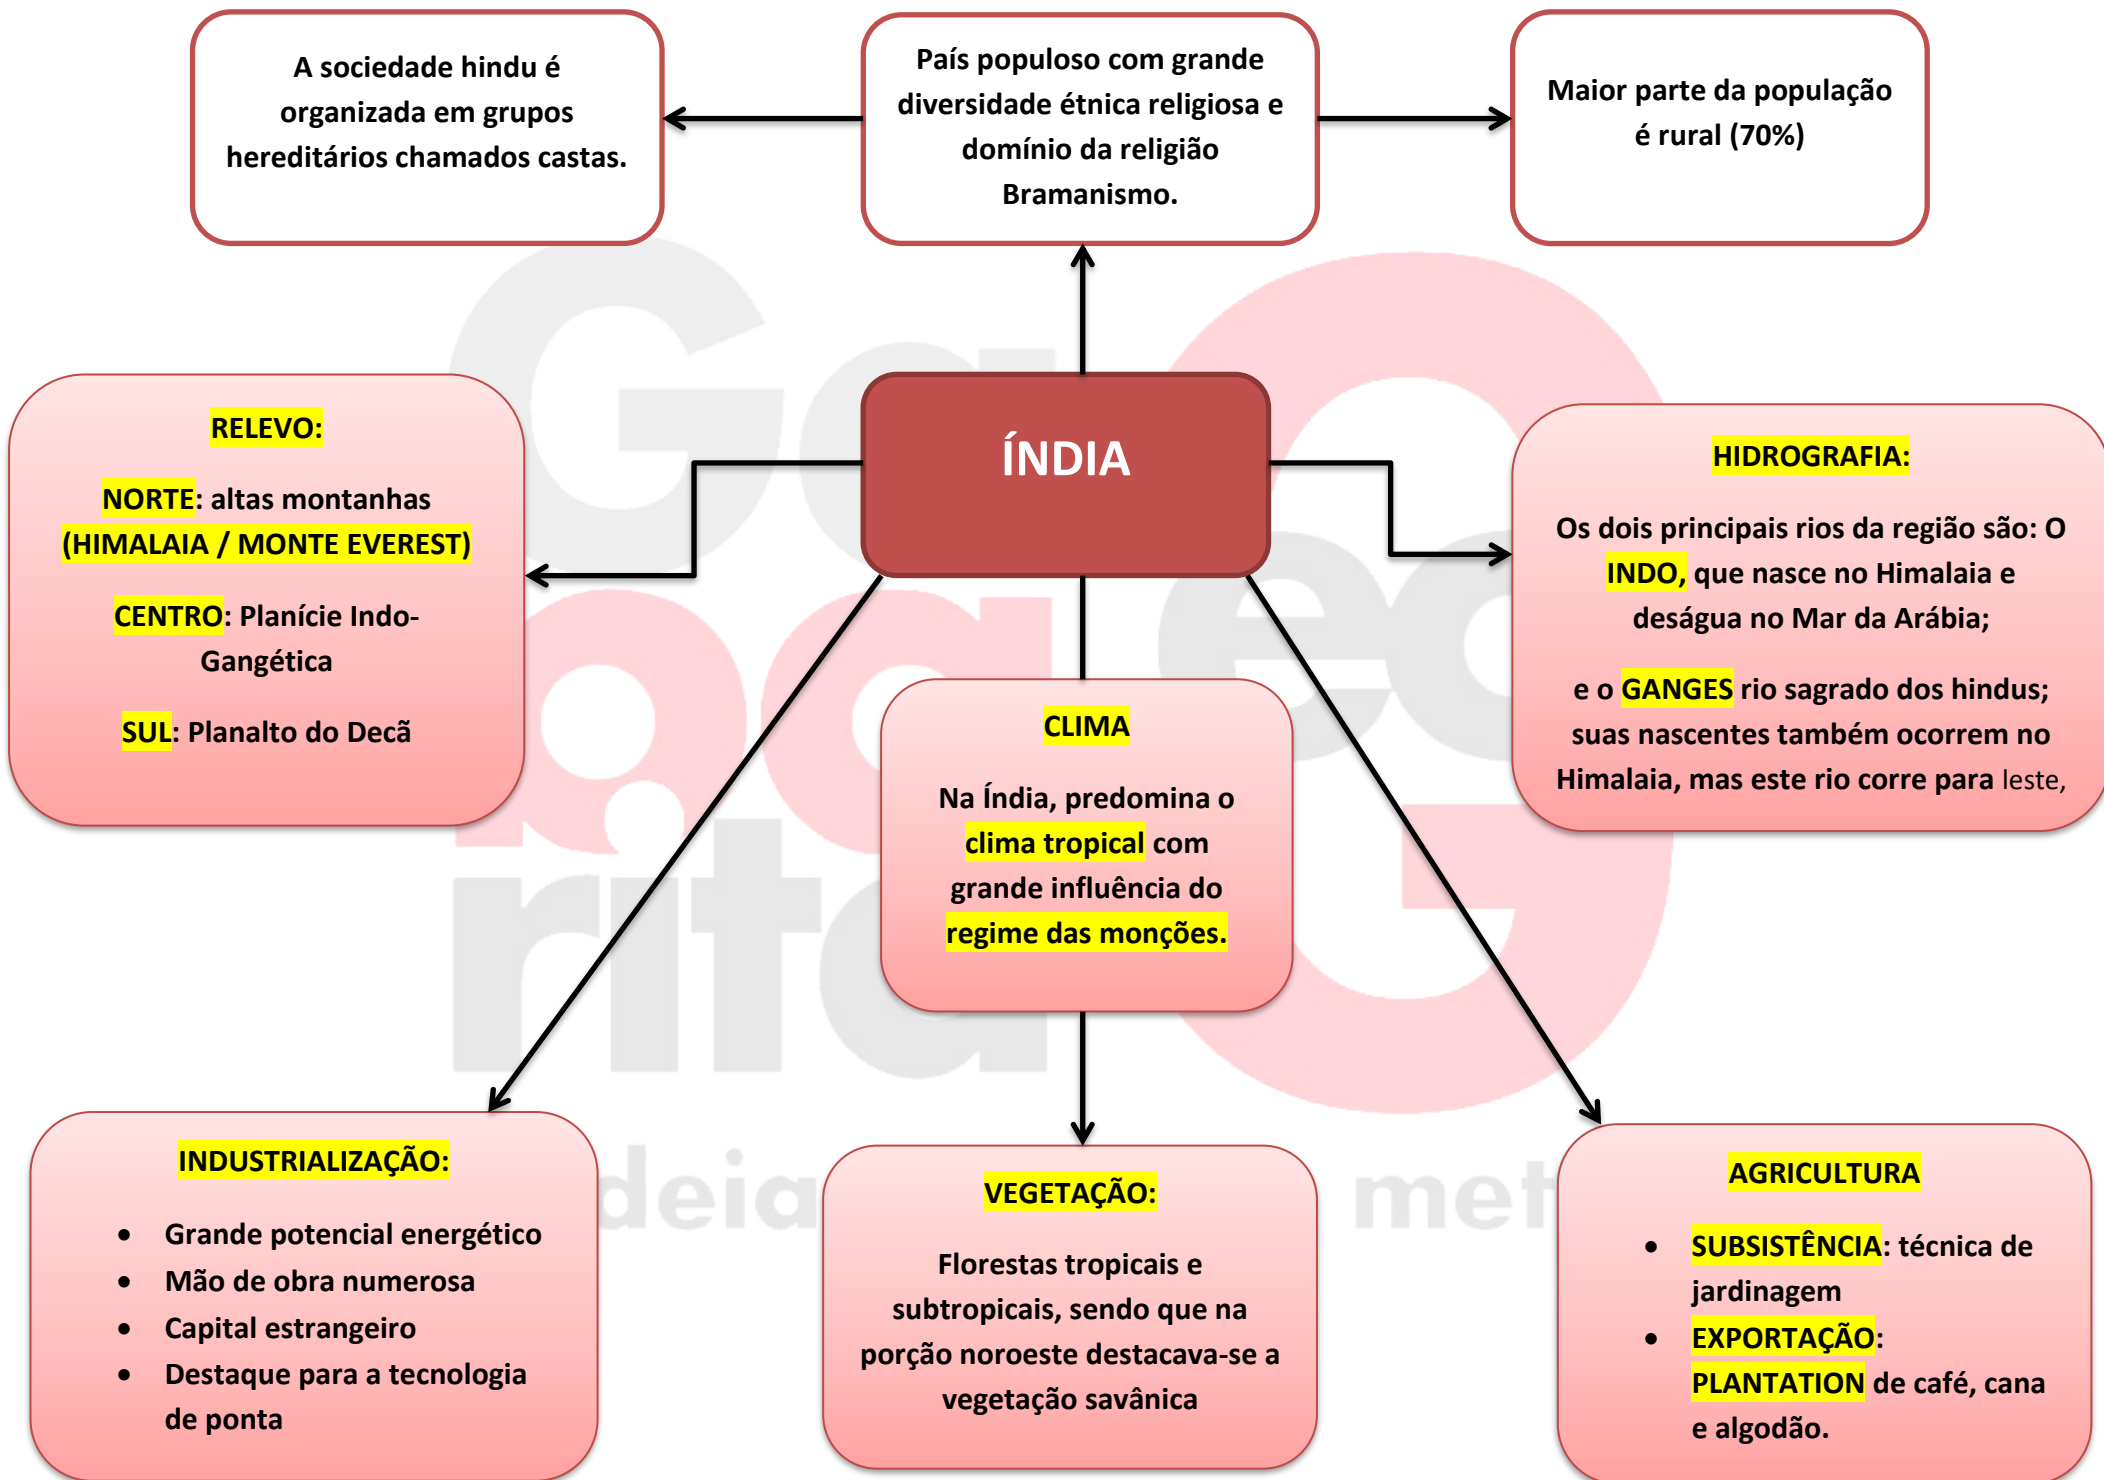 A sociedade hindu é
organizada em grupos
hereditários chamados castas.
País populoso com grande
diversidade étnica religiosa e
domínio da religião
Bramanismo.
Maior parte da população
é rural (70%)
ÍNDIA
RELEVO:
NORTE: altas montanhas
(HIMALAIA / MONTE EVEREST)
CENTRO: Planície Indo-
Gangética
SUL: Planalto do Decã
HIDROGRAFIA:
Os dois principais rios da região são: O
INDO, que nasce no Himalaia e
deságua no Mar da Arábia;
e o GANGES rio sagrado dos hindus;
suas nascentes também ocorrem no
Himalaia, mas este rio corre para leste,
CLIMA
Na Índia, predomina o
clima tropical com
grande influência do
regime das monções.
INDUSTRIALIZAÇÃO:
• Grande potencial energético
• Mão de obra numerosa
• Capital estrangeiro
• Destaque para a tecnologia
de ponta
VEGETAÇÃO:
Florestas tropicais e
subtropicais, sendo que na
porção noroeste destacava-se a
vegetação savânica
AGRICULTURA
• SUBSISTÊNCIA: técnica de
jardinagem
• EXPORTAÇÃO:
PLANTATION de café, cana
e algodão.